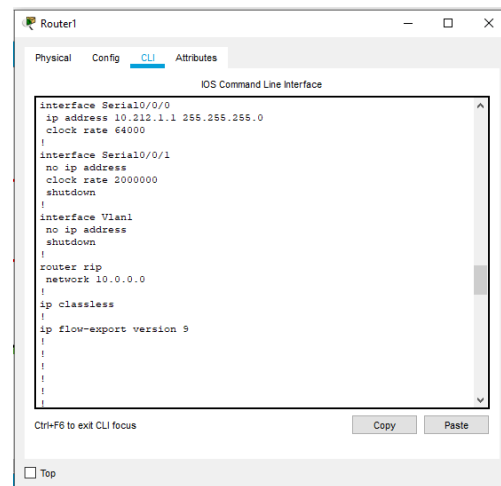 Router1
Physical Config CLI Attributes
IOS Command Line Interface
interface Serial0/0/0
 ip address 10.212.1.1 255.255.255.0
 clock rate 64000
!
interface Serial0/0/1
 no ip address
 clock rate 2000000
 shutdown
!
interface Vlan1
 no ip address
 shutdown
!
router rip
 network 10.0.0.0
!
ip classless
!
ip flow-export version 9
!
!
!
!
!
!
Ctrl+F6 to exit CLI focus
Copy Paste
Top